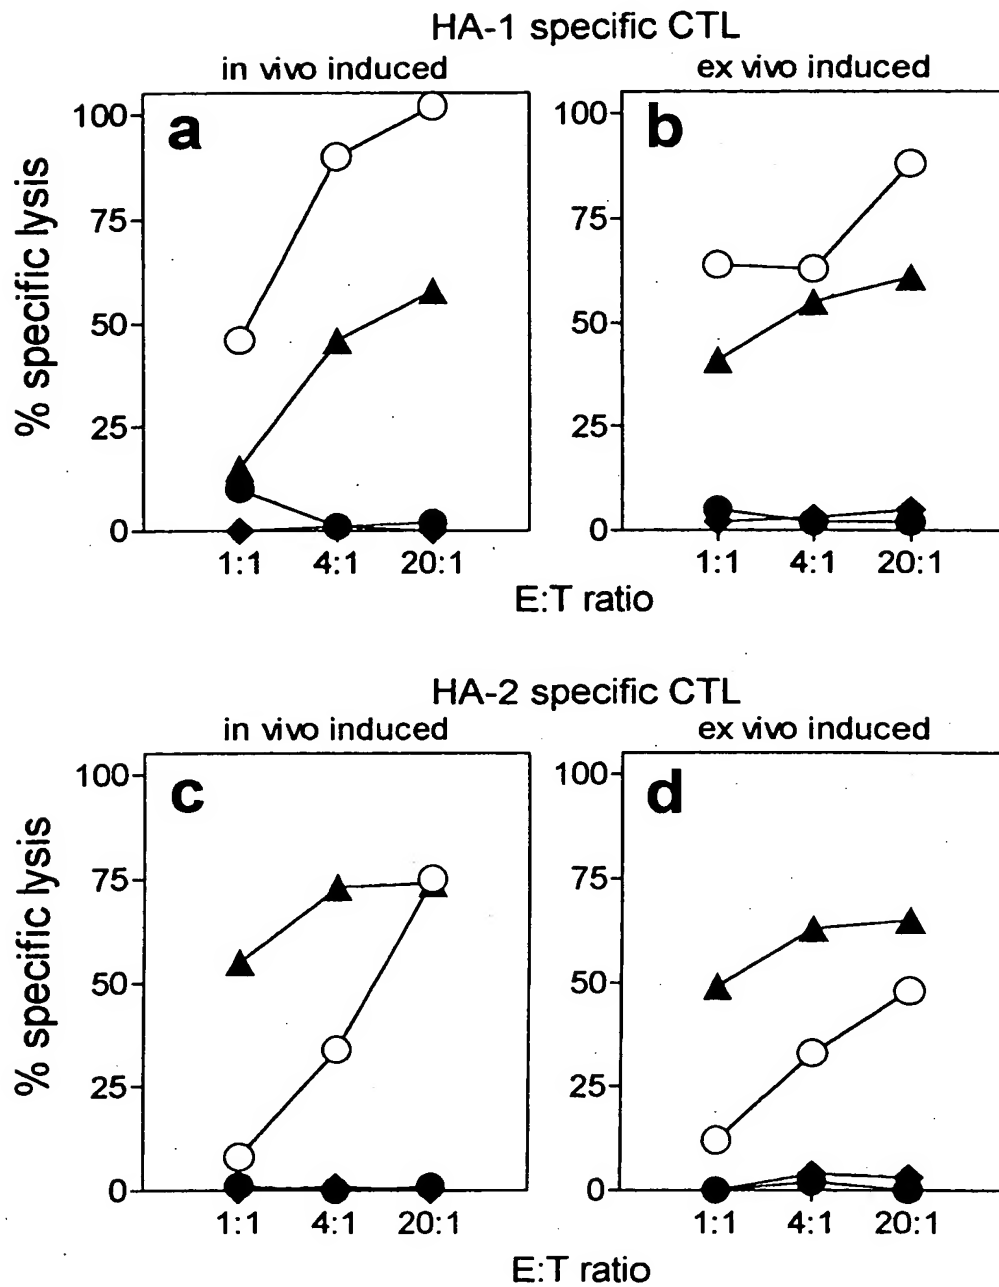 HA-1 specific CTL
in vivo induced
ex vivo induced
% specific lysis
a
100
75
50
25
0
1:1 4:1 20:1
b
100
75
50
25
0
1:1 4:1 20:1
E:T ratio
HA-2 specific CTL
in vivo induced
ex vivo induced
% specific lysis
c
100
75
50
25
0
1:1 4:1 20:1
d
100
75
50
25
0
1:1 4:1 20:1
E:T ratio